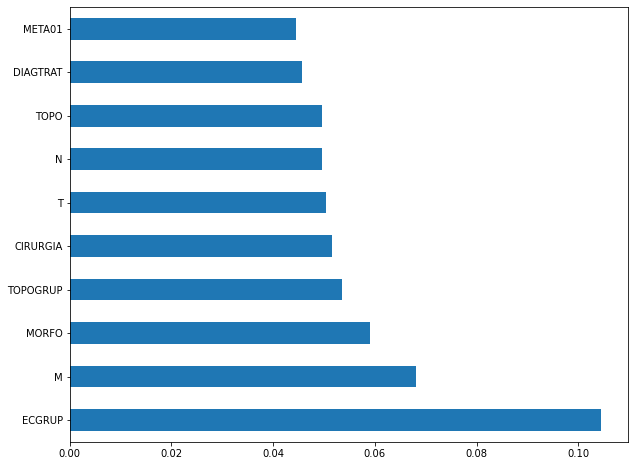 META01
DIAGTRAT
TOPO
N
T
CIRURGIA
TOPOGRUP
MORFO
M
ECGRUP
0.00 0.02 0.04 0.06 0.08 0.10